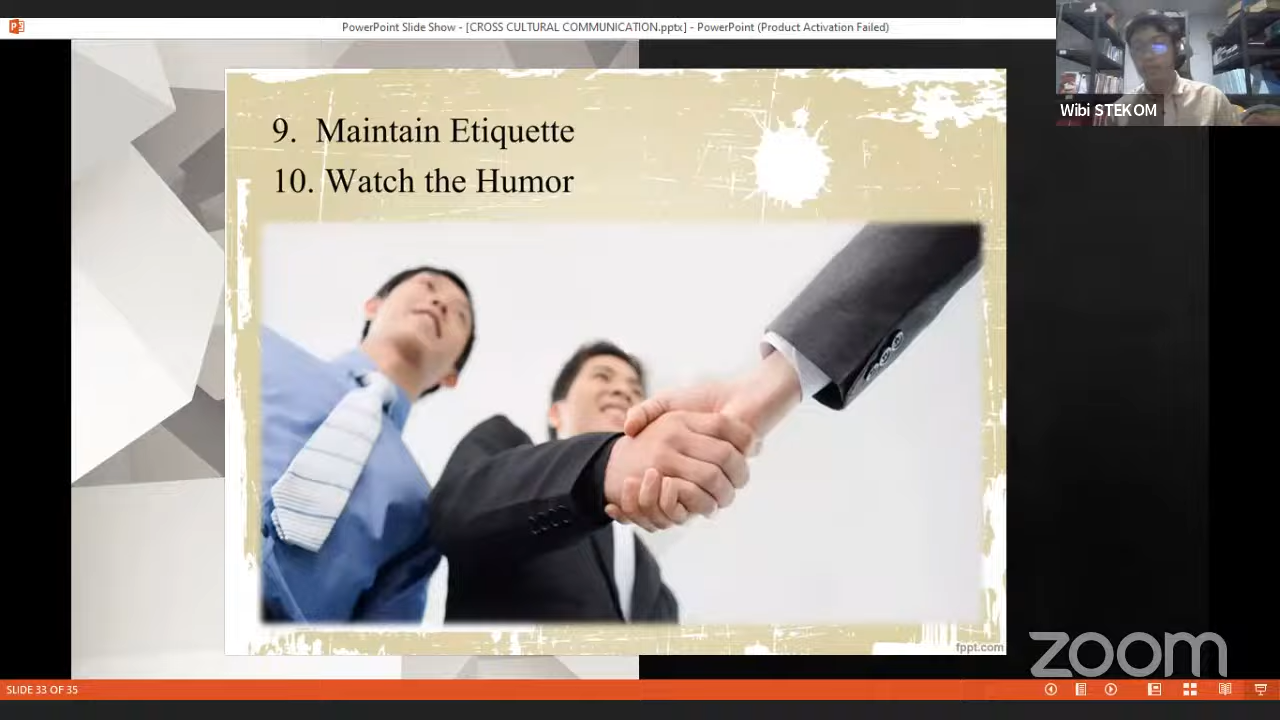 PowerPoint Slide Show - [CROSS CULTURAL COMMUNICATION.pptx] - PowerPoint (Product Activation Failed)
Wibi STEKOM
9. Maintain Etiquette
10. Watch the Humor
fppt.com
zoom
SLIDE 33 OF 35